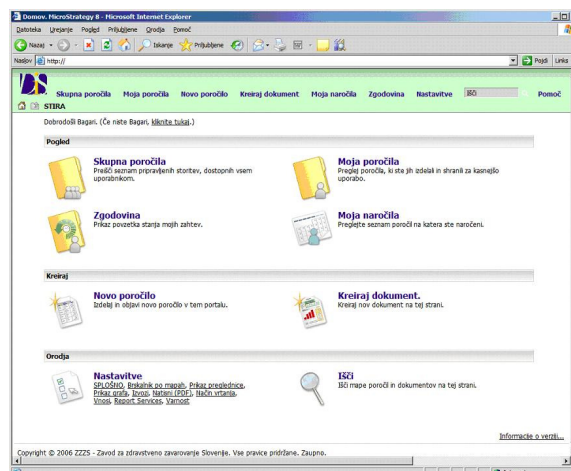 Domov. MicroStrategy 8 - Microsoft Internet Explorer
Datoteka Urejanje Pogled Priljubljene Orodja Pomoč
Nazaj Iskanje Priljubljene
Naslov http:// Pojdi Links
Skupna poročila Moja poročila Novo poročilo Kreiraj dokument Moja naročila Zgodovina Nastavitve Išči Pomoč
STIRA
Dobrodošli Bagari. (Če niste Bagari, kliknite tukaj.)
Pogled
Skupna poročila
Prešči seznam pripravljenih storitev, dostopnih vsem
uporabnikom.
Moja poročila
Preglej poročila, ki ste jih izdelali in shranili za kasnejšo
uporabo.
Zgodovina
Prikaz povzetka stanja mojih zahtev.
Moja naročila
Preglejte seznam poročil na katera ste naročeni.
Kreiraj
Novo poročilo
Izdelaj in objavi novo poročilo v tem portalu.
Kreiraj dokument.
Kreiraj nov dokument na tej strani.
Orodja
Nastavitve
SPLOŠNO, Brskalnik po mapah, Prikaz preglednice,
Prikaz grafa, Izvozi, Natisni (PDF), Način vrtanja,
Vnosi, Report Services, Varnost
Išči
Išči mape poročil in dokumentov na tej strani.
Informacije o verziji...
Copyright © 2006 ZZZS - Zavod za zdravstveno zavarovanje Slovenije. Vse pravice pridržane. Zaupno.